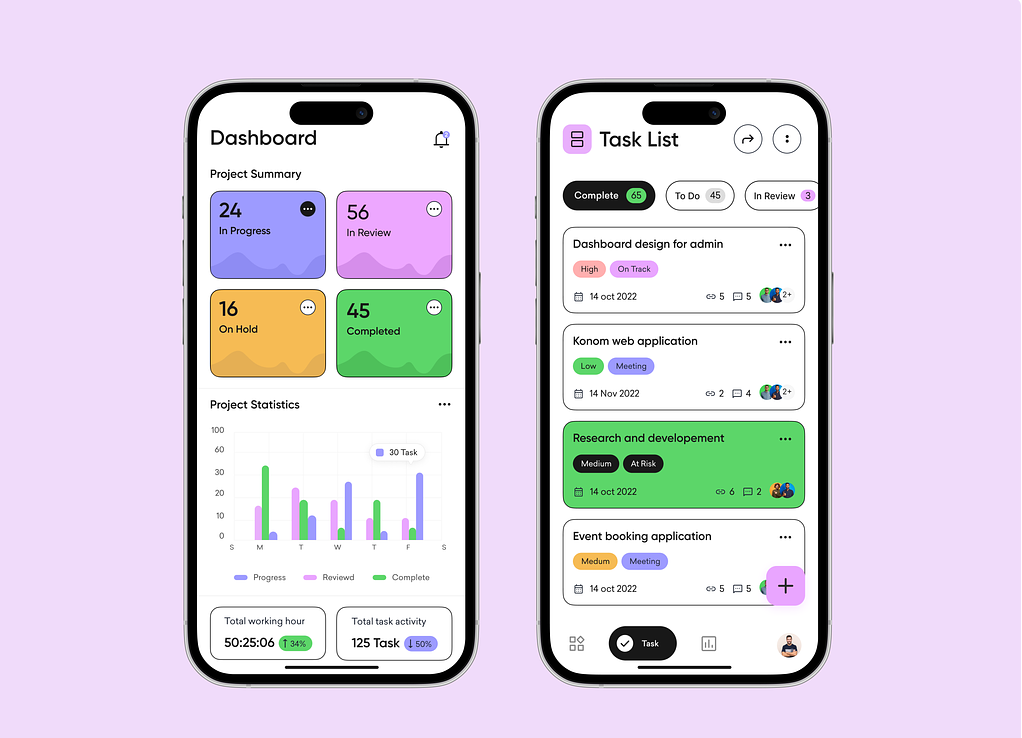 Dashboard
Project Summary
24
In Progress
56
In Review
16
On Hold
45
Completed
Project Statistics
100
60
30
20
10
0
30 Task
S M T W T F S
Progress Reviewd Complete
Total working hour
50:25:06 ↑ 34%
Total task activity
125 Task ↓ 50%
Task List
Complete 65 To Do 45 In Review 3
Dashboard design for admin
High On Track
14 oct 2022 5 5 2+
Konom web application
Low Meeting
14 Nov 2022 2 4 2+
Research and developement
Medium At Risk
14 oct 2022 6 2
Event booking application
Medum Meeting
14 oct 2022 5 5
+
Task